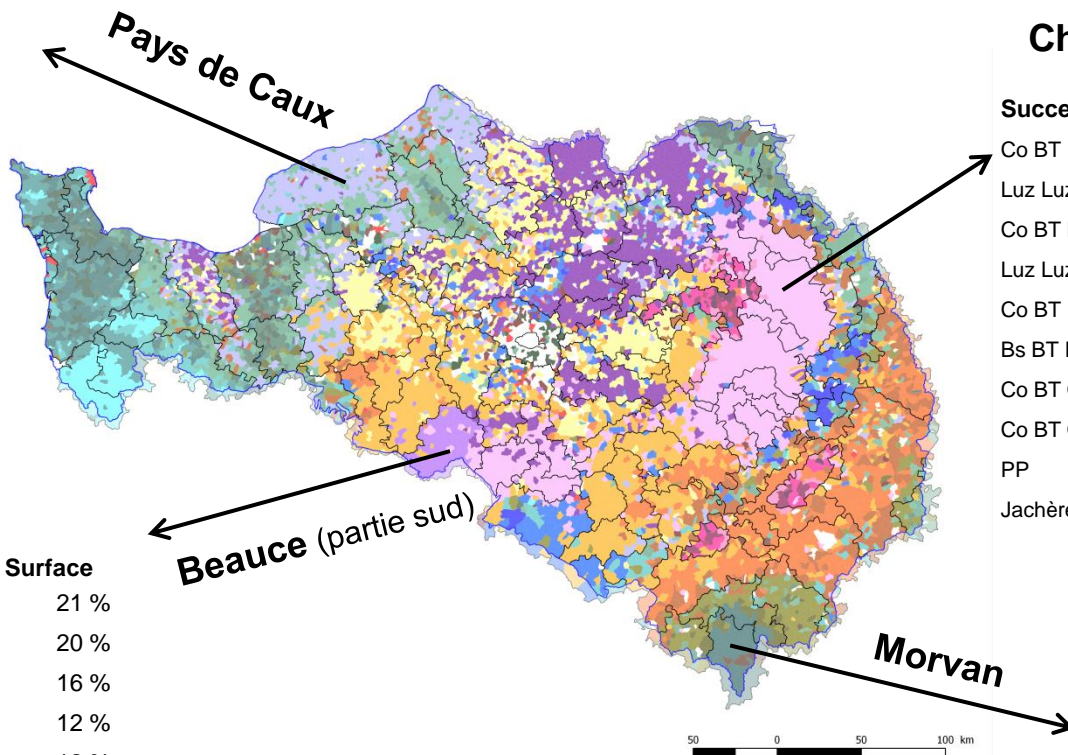 Pays de Caux
Ch
Succe
Co BT
Luz Luz
Co BT
Luz Luz
Co BT
Bs BT
Co BT
Co BT
PP
Jachère
Beauce (partie sud)
Surface
21 %
20 %
16 %
12 %
Morvan
50 0 50 100 km